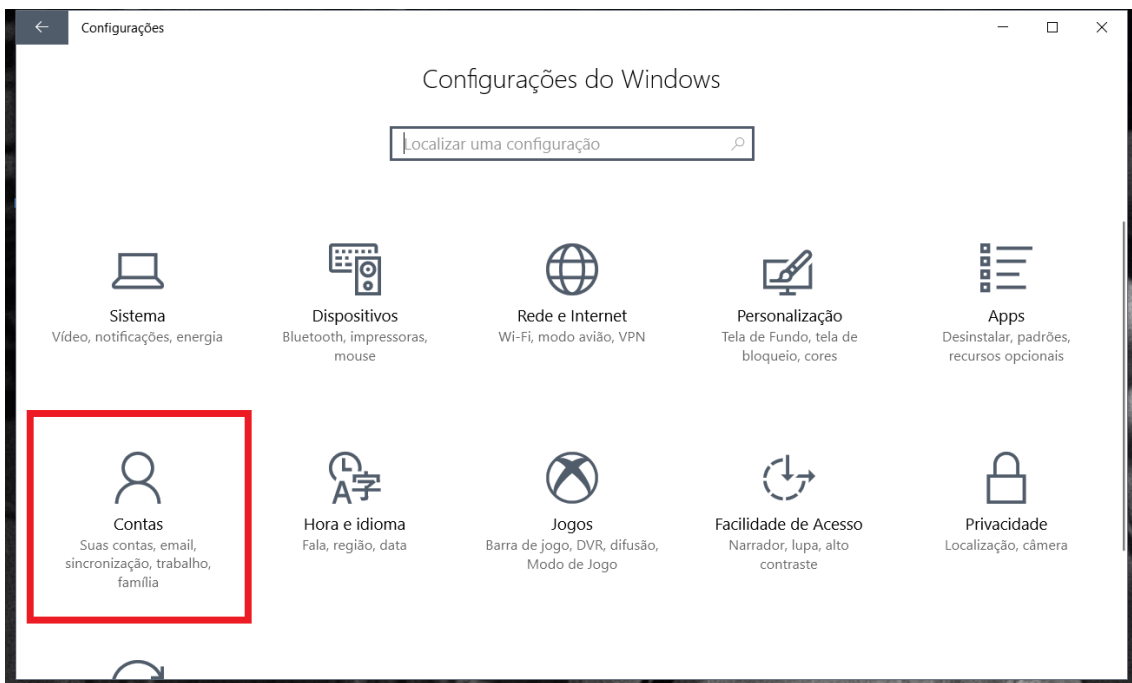 Configurações
Configurações do Windows
Localizar uma configuração
Sistema
Vídeo, notificações, energia
Dispositivos
Bluetooth, impressoras,
mouse
Rede e Internet
Wi-Fi, modo avião, VPN
Personalização
Tela de Fundo, tela de
bloqueio, cores
Apps
Desinstalar, padrões,
recursos opcionais
Contas
Suas contas, email,
sincronização, trabalho,
família
Hora e idioma
Fala, região, data
Jogos
Barra de jogo, DVR, difusão,
Modo de Jogo
Facilidade de Acesso
Narrador, lupa, alto
contraste
Privacidade
Localização, câmera